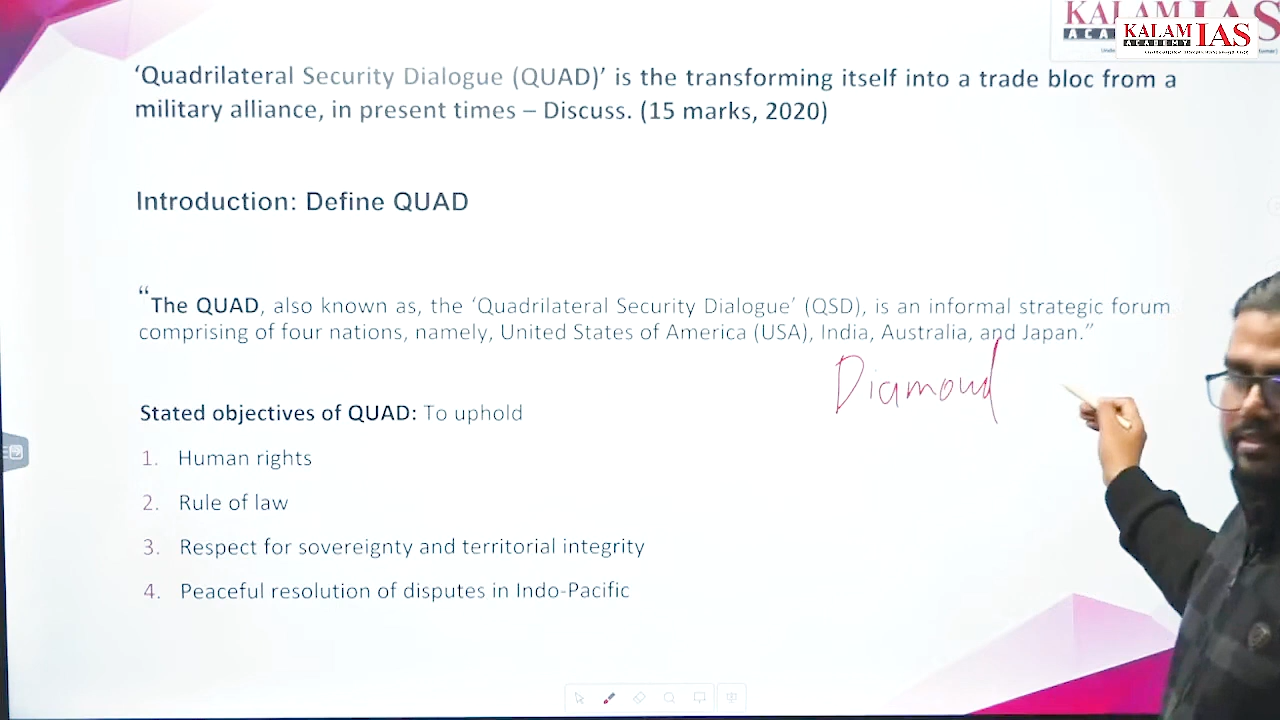 KALAM IAS
ACADEMY
‘Quadrilateral Security Dialogue (QUAD)’ is the transforming itself into a trade bloc from a
military alliance, in present times – Discuss. (15 marks, 2020)
Introduction: Define QUAD
“The QUAD, also known as, the ‘Quadrilateral Security Dialogue’ (QSD), is an informal strategic forum
comprising of four nations, namely, United States of America (USA), India, Australia, and Japan.”
Diamond
Stated objectives of QUAD: To uphold
1. Human rights
2. Rule of law
3. Respect for sovereignty and territorial integrity
4. Peaceful resolution of disputes in Indo-Pacific